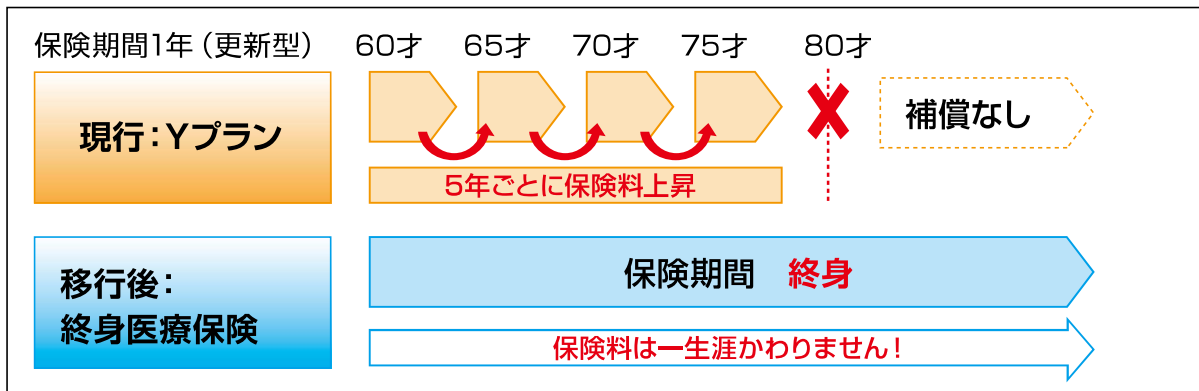 保険期間1年（更新型）
60才 65才 70才 75才 80才
現行：Yプラン
補償なし
5年ごとに保険料上昇
移行後：
終身医療保険
保険期間 終身
保険料は一生涯かわりません！